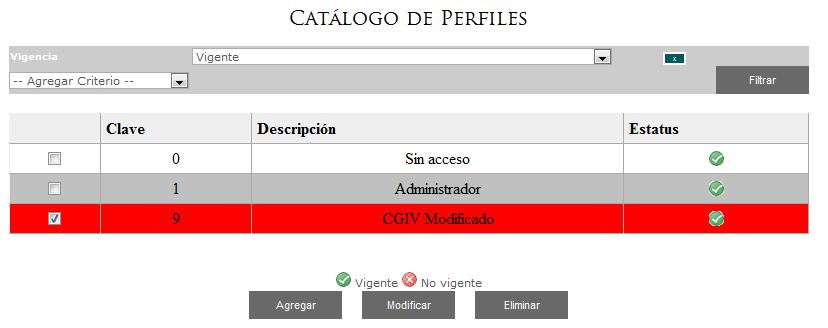 Catálogo de Perfiles
Vigencia Vigente x
-- Agregar Criterio -- Filtrar
Clave Descripción Estatus
0 Sin acceso
1 Administrador
9 CGIV Modificado
Vigente No vigente
Agregar Modificar Eliminar